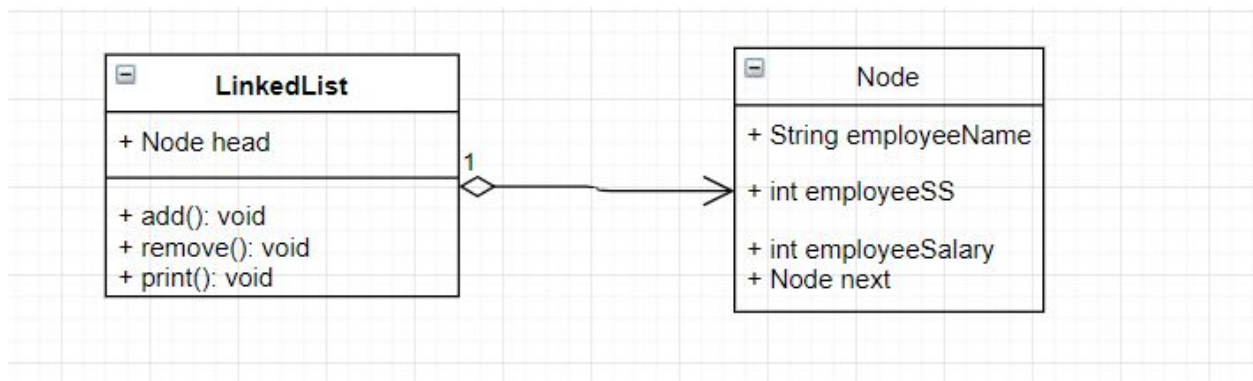 LinkedList
+ Node head
+ add(): void
+ remove(): void
+ print(): void
1
Node
+ String employeeName
+ int employeeSS
+ int employeeSalary
+ Node next